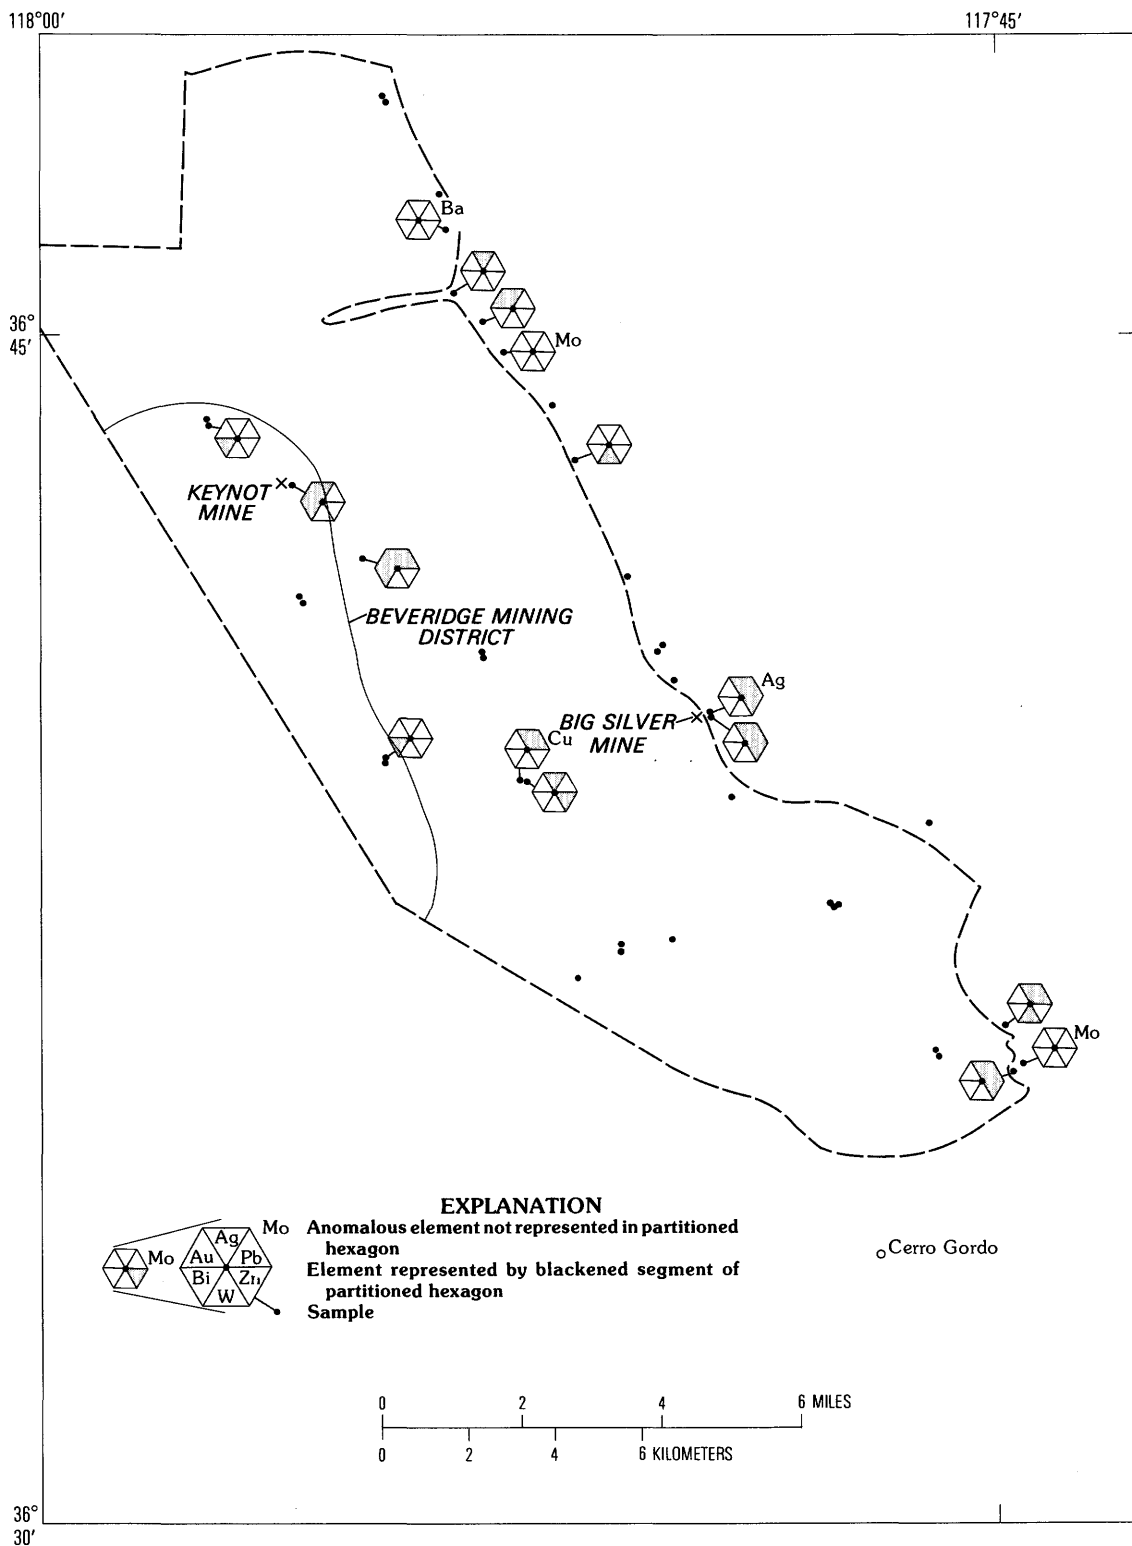 118°00'
117°45'
Ba
36°
45'
Mo
KEYNOT
MINE
BEVERIDGE MINING
DISTRICT
Ag
BIG SILVER
MINE
Cu
Mo
EXPLANATION
Mo
Ag
Au
Pb
Bi
Zn
W
Mo Anomalous element not represented in partitioned
hexagon
Element represented by blackened segment of
partitioned hexagon
Sample
Cerro Gordo
0 2 4 6 MILES
0 2 4 6 KILOMETERS
36°
30'